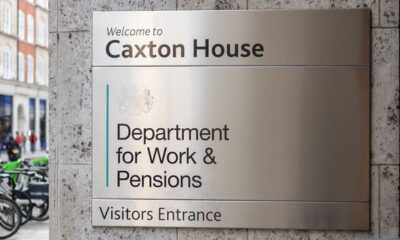 Welcome to
Caxton House
Department
for Work &
Pensions
Visitors Entrance